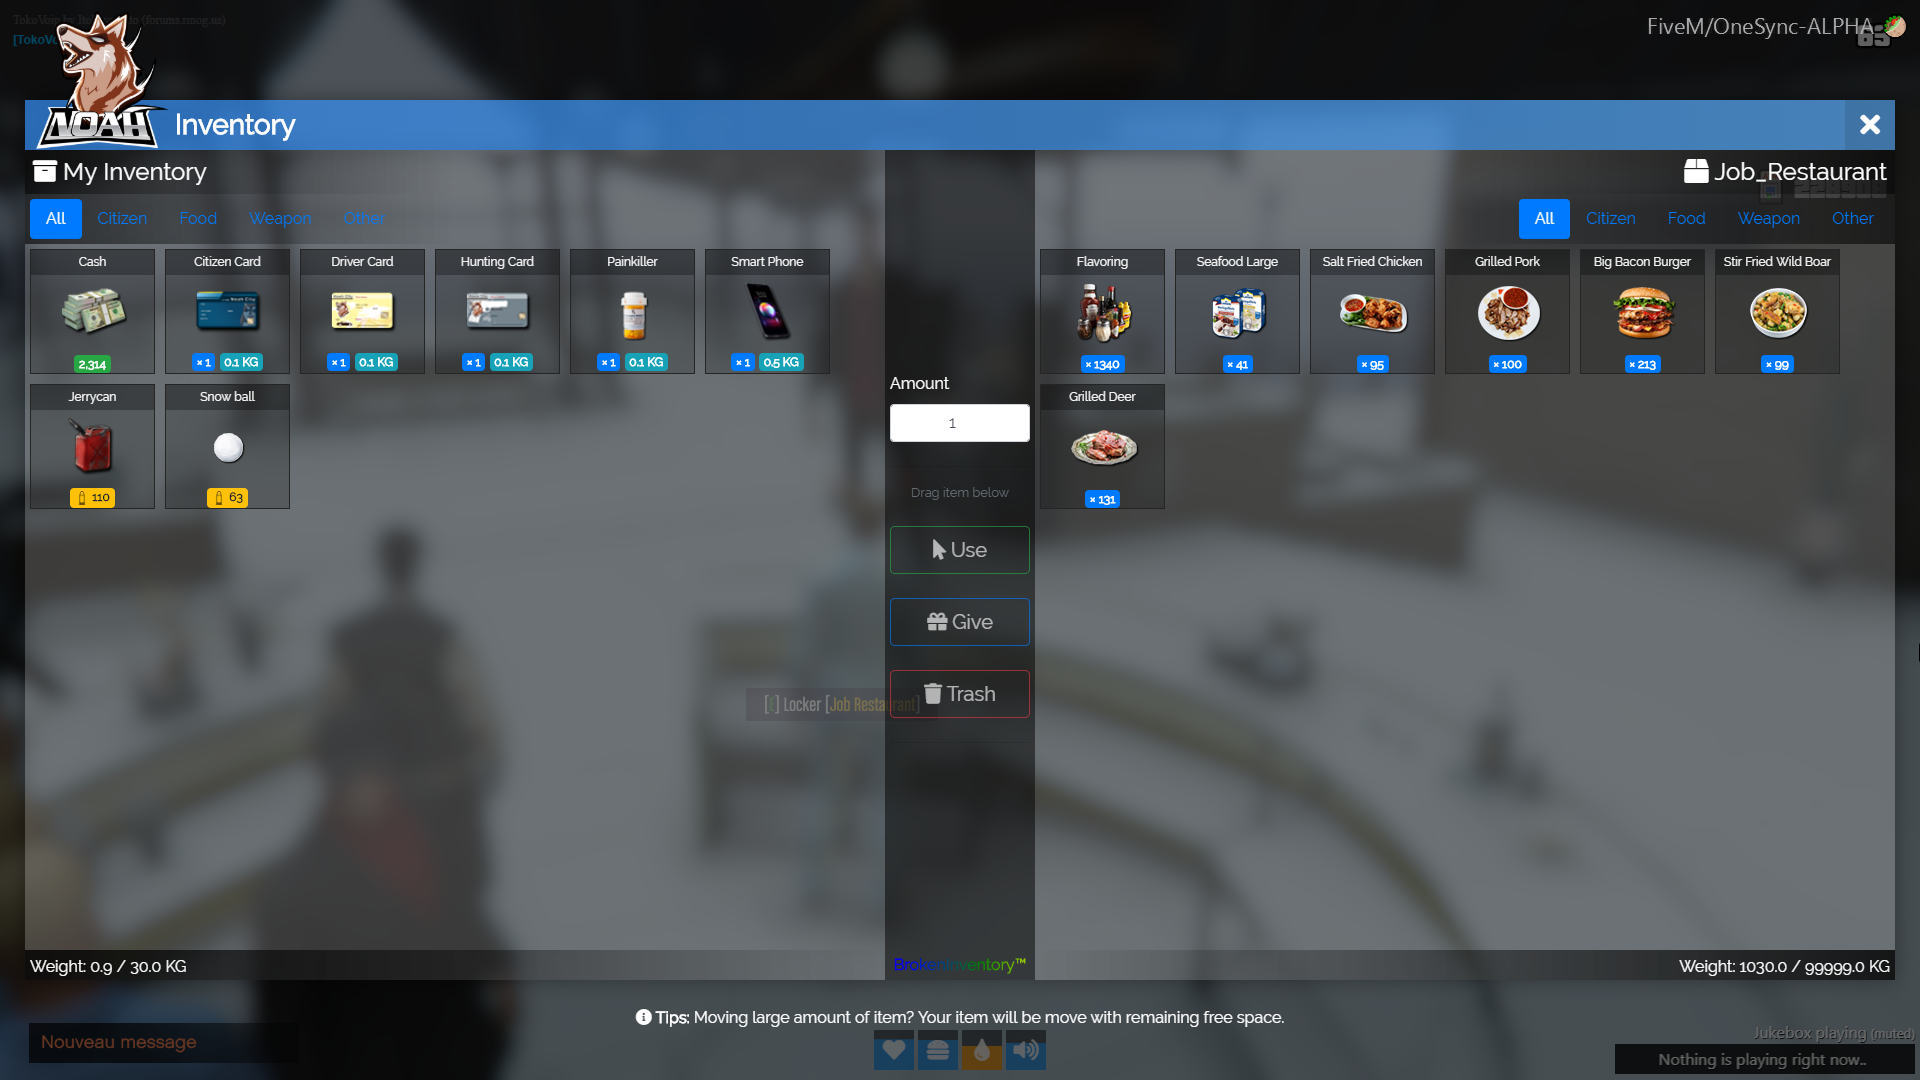 TokoVoip
(forums.rmog.us)
[TokoVo
FiveM/OneSync-ALPHA
65
NOAH
Inventory
My Inventory
Job_Restaurant
All Citizen Food Weapon Other
All Citizen Food Weapon Other
Cash
2,314
Citizen Card
× 1 0.1 KG
Driver Card
× 1 0.1 KG
Hunting Card
× 1 0.1 KG
Painkiller
× 1 0.1 KG
Smart Phone
× 1 0.5 KG
Jerrycan
110
Snow ball
63
Amount
1
Drag item below
Use
Give
Trash
[E] Locker [Job Restaurant]
Flavoring
× 1340
Seafood Large
× 41
Salt Fried Chicken
× 95
Grilled Pork
× 100
Big Bacon Burger
× 213
Stir Fried Wild Boar
× 99
Grilled Deer
× 131
Weight: 0.9 / 30.0 KG
BrokenInventory™
Weight: 1030.0 / 99999.0 KG
Tips: Moving large amount of item? Your item will be move with remaining free space.
Nouveau message
Jukebox playing (muted)
Nothing is playing right now..